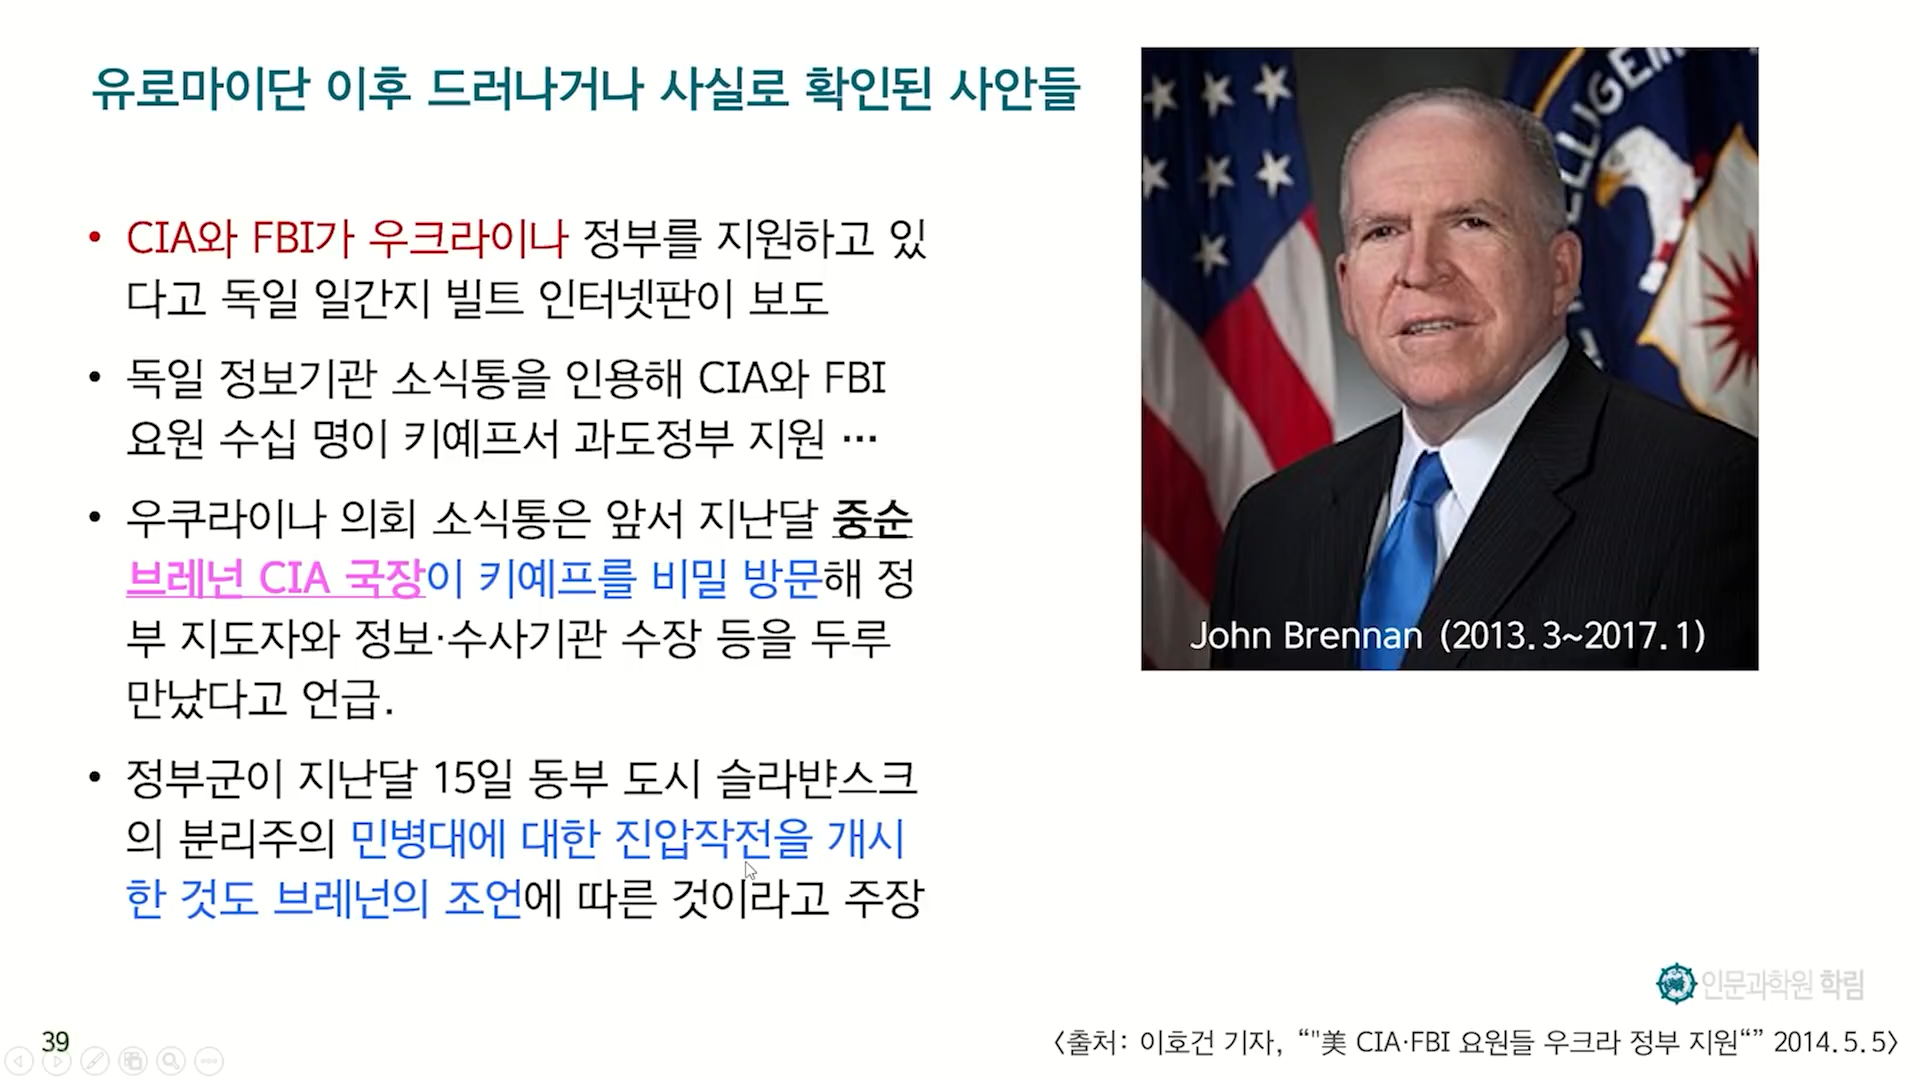 유로마이단 이후 드러나거나 사실로 확인된 사안들
• CIA와 FBI가 우크라이나 정부를 지원하고 있
다고 독일 일간지 빌트 인터넷판이 보도
• 독일 정보기관 소식통을 인용해 CIA와 FBI
요원 수십 명이 키예프서 과도정부 지원 …
• 우쿠라이나 의회 소식통은 앞서 지난달 중순
브레넌 CIA 국장이 키예프를 비밀 방문해 정
부 지도자와 정보·수사기관 수장 등을 두루
만났다고 언급.
• 정부군이 지난달 15일 동부 도시 슬라뱐스크
의 분리주의 민병대에 대한 진압작전을 개시
한 것도 브레넌의 조언에 따른 것이라고 주장
ELLIGEN
John Brennan (2013.3~2017.1)
인문과학원 학림
39
<출처: 이호건 기자, “"美 CIA·FBI 요원들 우크라 정부 지원“” 2014.5.5>